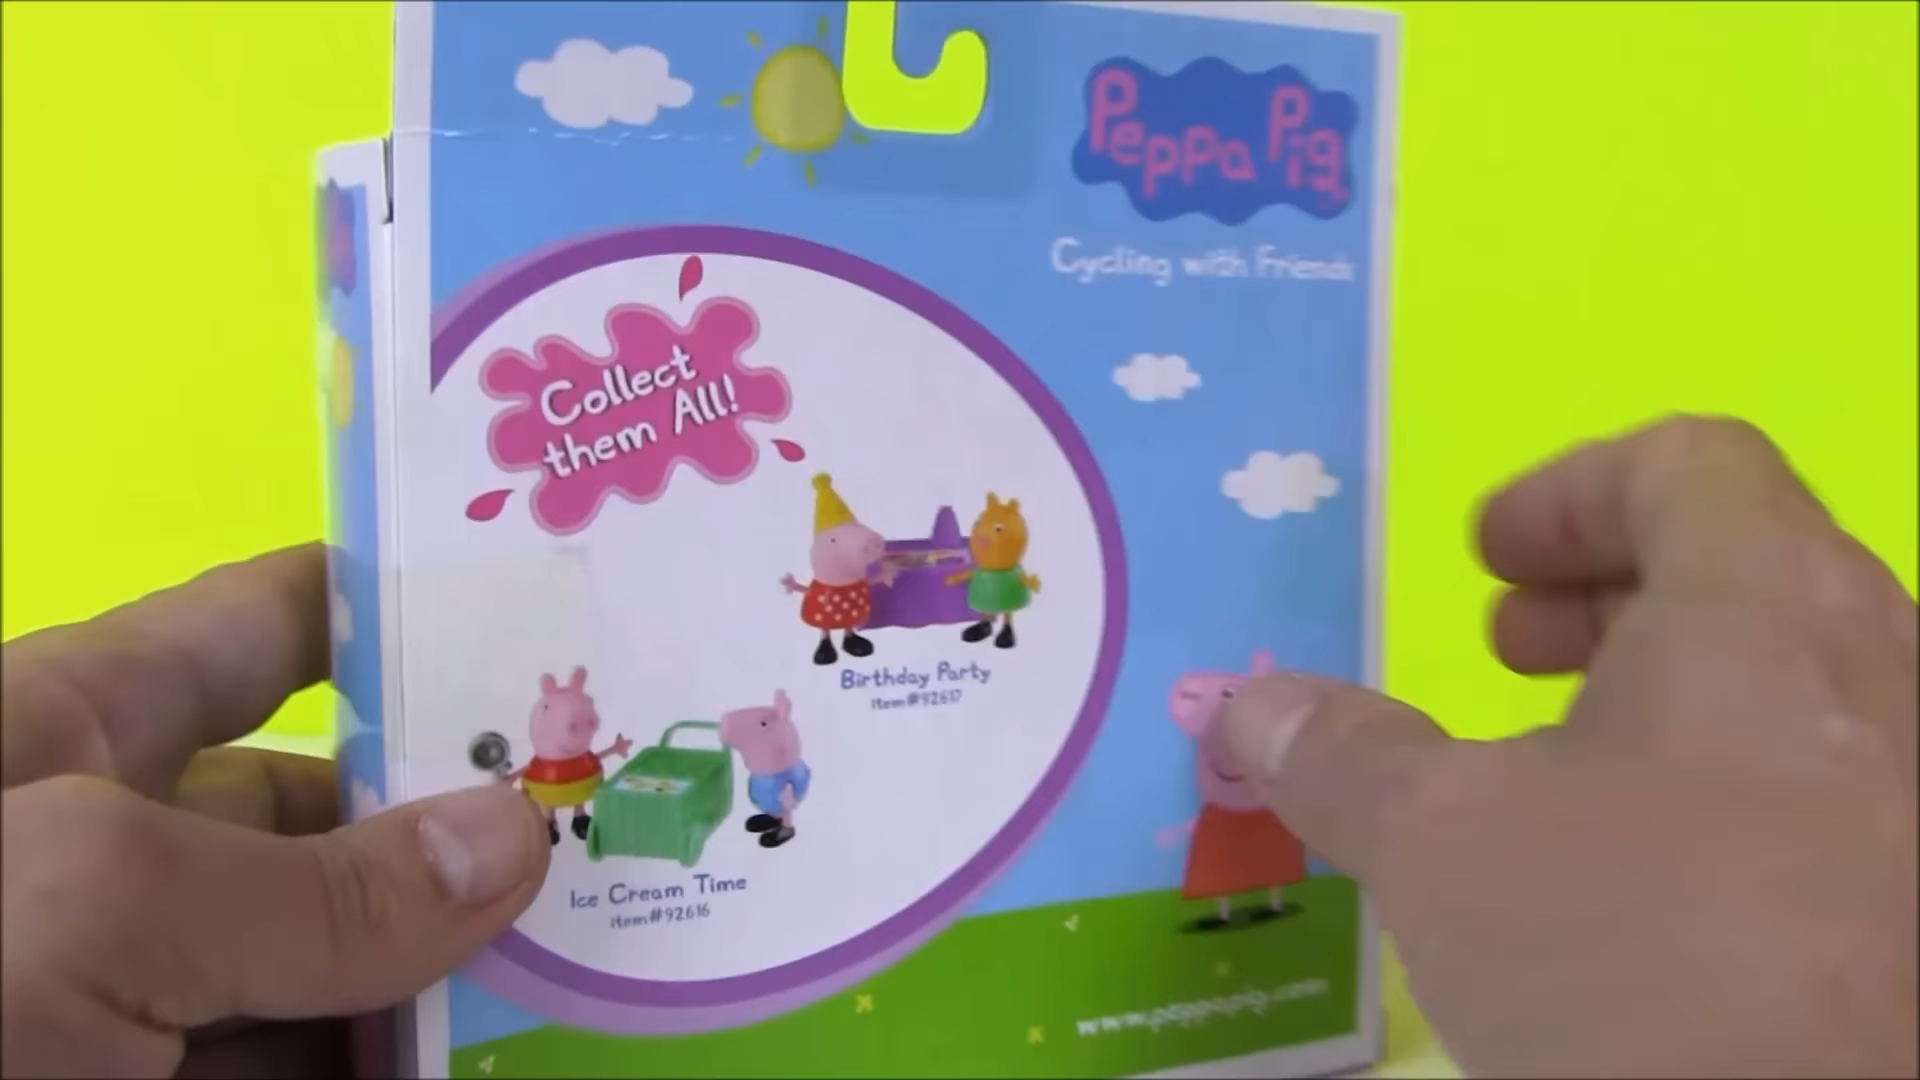 Peppa Pig
Cycling with Friends
Collect
them All!
Birthday Party
item#92617
Ice Cream Time
item#92616
www.peppapig.com